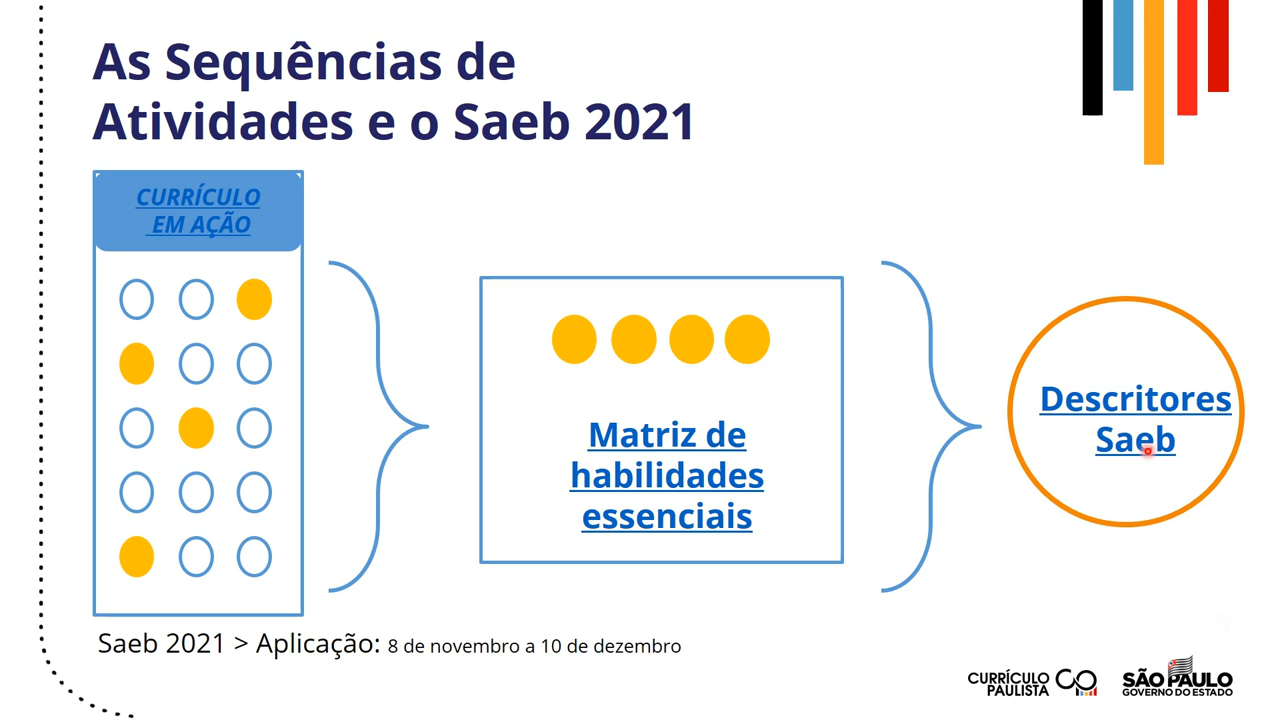 As Sequências de
Atividades e o Saeb 2021
CURRÍCULO
EM AÇÃO
Matriz de
habilidades
essenciais
Descritores
Saeb
Saeb 2021 > Aplicação: 8 de novembro a 10 de dezembro
CURRÍCULO
PAULISTA
SÃO PAULO
GOVERNO DO ESTADO